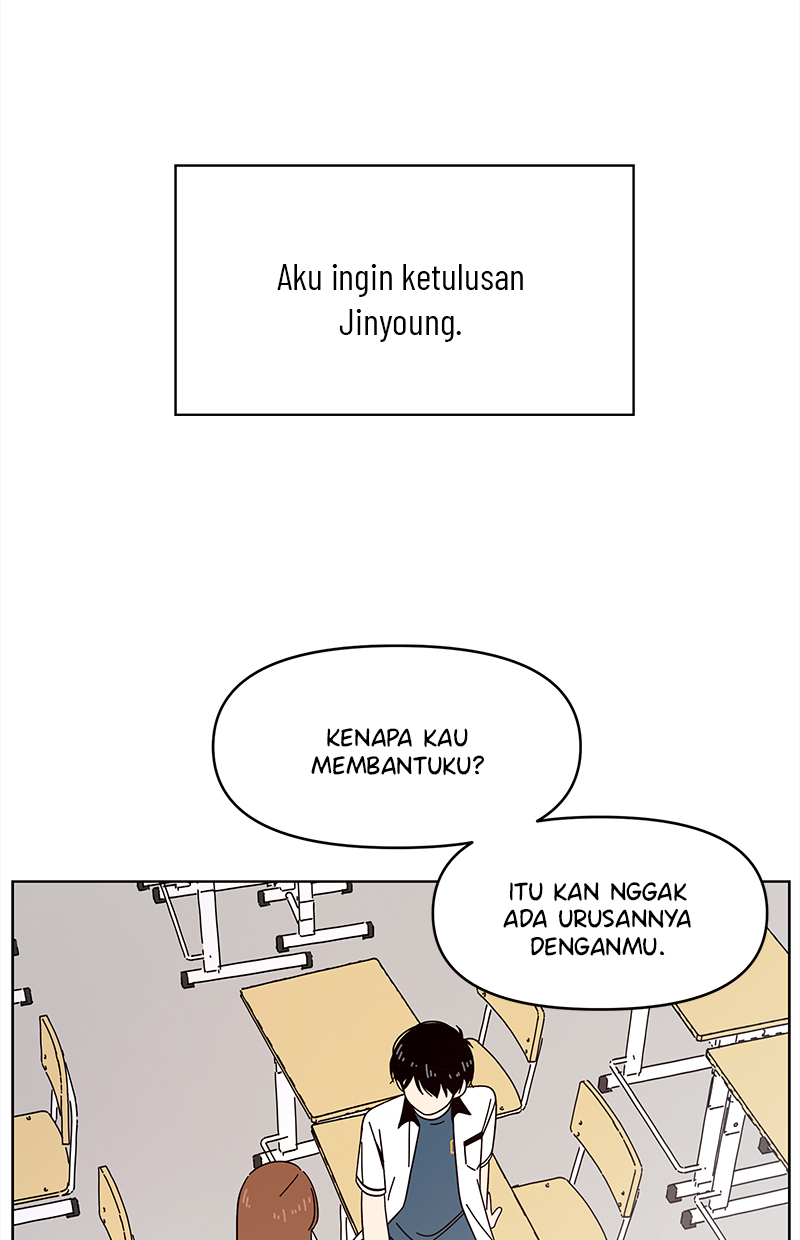 Aku ingin ketulusan
Jinyoung.
KENAPA KAU
MEMBANTUKU?
ITU KAN NGGAK
ADA URUSANNYA
DENGANMU.